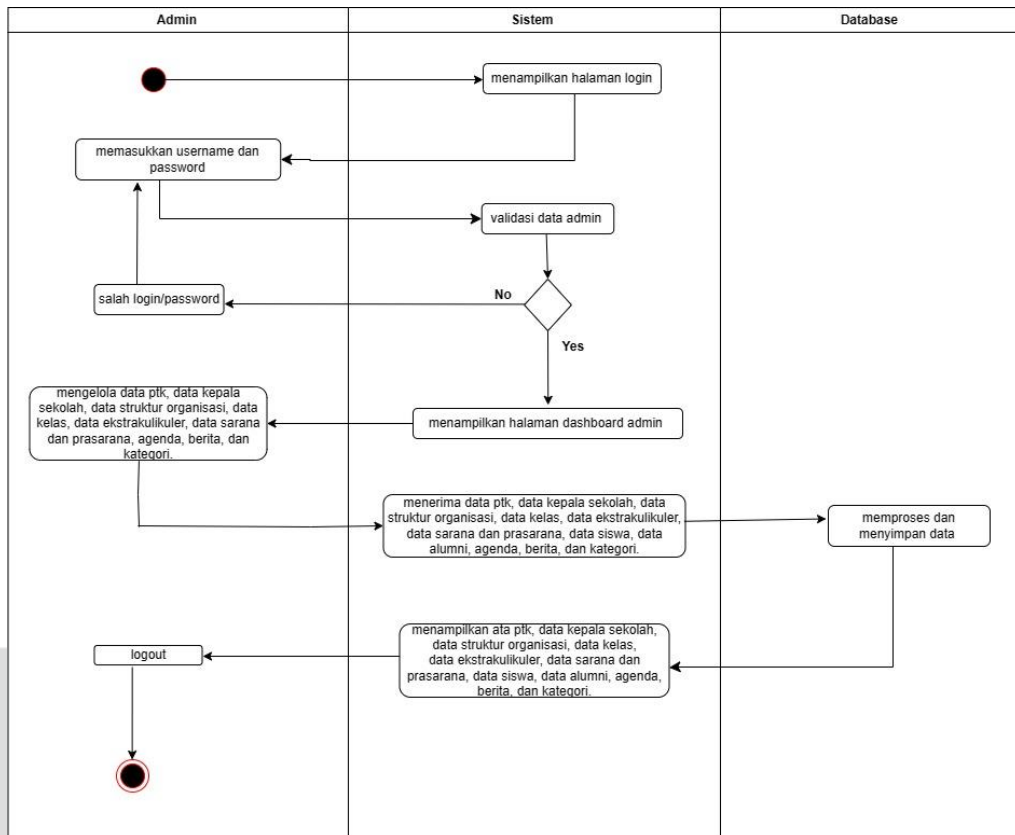 Admin
Sistem
Database
menampilkan halaman login
memasukkan username dan
password
validasi data admin
salah login/password
No
Yes
mengelola data ptk, data kepala
sekolah, data struktur organisasi, data
kelas, data ekstrakulikuler, data sarana
dan prasarana, agenda, berita, dan
kategori.
menampilkan halaman dashboard admin
menerima data ptk, data kepala sekolah, data
struktur organisasi, data kelas, data ekstrakulikuler,
data sarana dan prasarana, data siswa, data
alumni, agenda, berita, dan kategori.
memproses dan
menyimpan data
menampilkan ata ptk, data kepala sekolah,
data struktur organisasi, data kelas,
data ekstrakulikuler, data sarana dan
prasarana, data siswa, data alumni, agenda,
berita, dan kategori.
logout